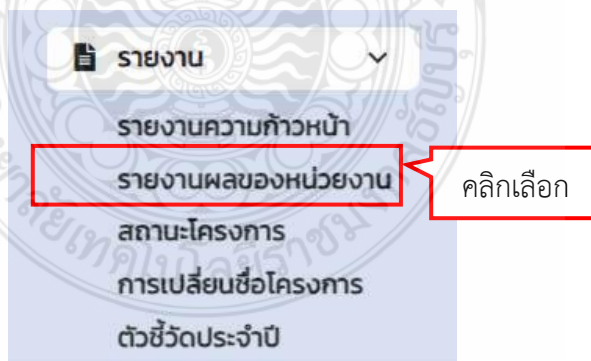 รายงาน
รายงานความก้าวหน้า
รายงานผลของหน่วยงาน
คลิกเลือก
สถานะโครงการ
การเปลี่ยนชื่อโครงการ
ตัวชี้วัดประจำปี